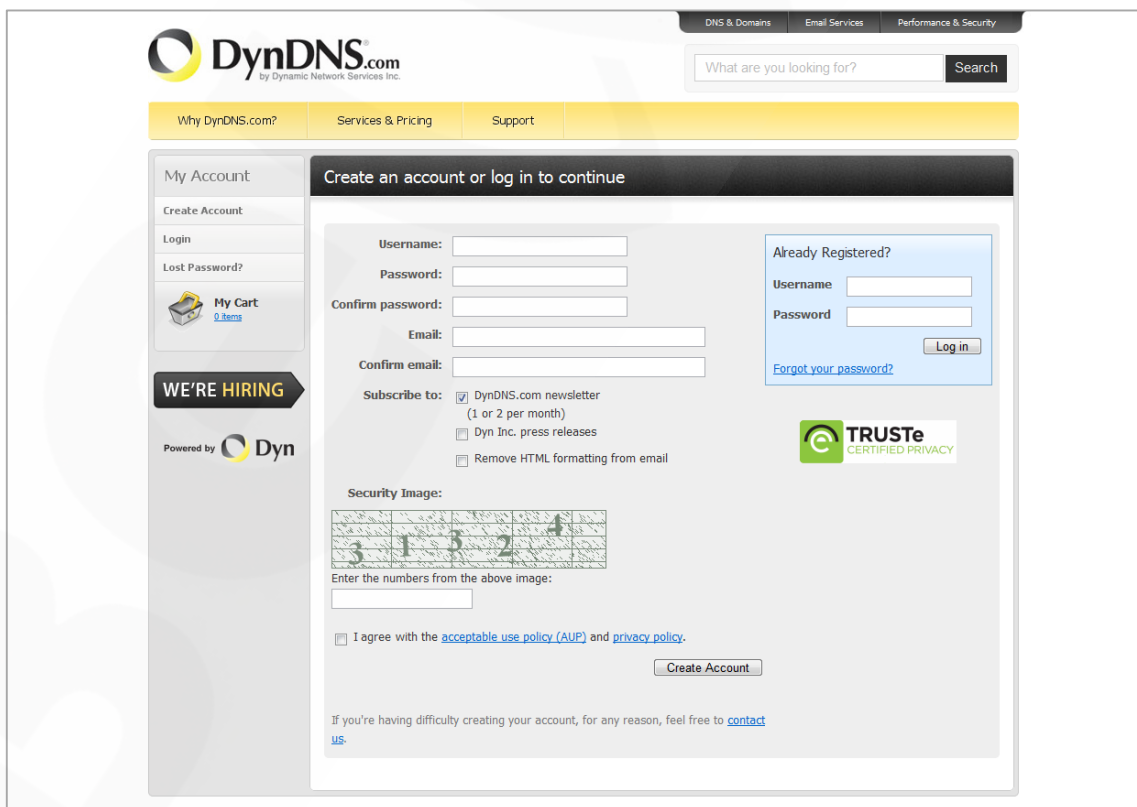 DNS & Domains
Email Services
Performance & Security
DynDNS.com
by Dynamic Network Services Inc.
What are you looking for?
Search
Why DynDNS.com?
Services & Pricing
Support
My Account
Create Account
Login
Lost Password?
My Cart
0 items
WE'RE HIRING
Powered by Dyn
Create an account or log in to continue
Username:
Password:
Confirm password:
Email:
Confirm email:
Subscribe to:
DynDNS.com newsletter
(1 or 2 per month)
Dyn Inc. press releases
Remove HTML formatting from email
Security Image:
3 1 3 2 4
Enter the numbers from the above image:
I agree with the acceptable use policy (AUP) and privacy policy.
Create Account
If you're having difficulty creating your account, for any reason, feel free to contact
us.
Already Registered?
Username
Password
Log in
Forgot your password?
TRUSTe
CERTIFIED PRIVACY